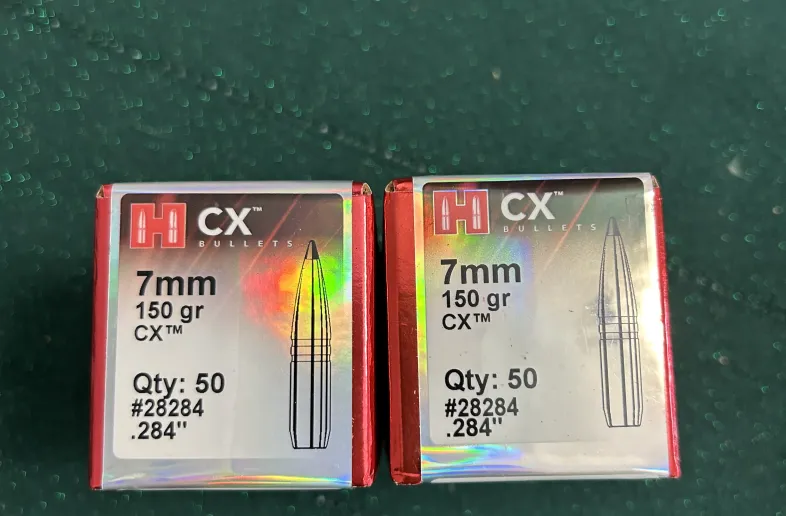 H CX™
BULLETS
7mm
150 gr
CX™
Qty: 50
#28284
.284"
H CX™
BULLETS
7mm
150 gr
CX™
Qty: 50
#28284
.284"